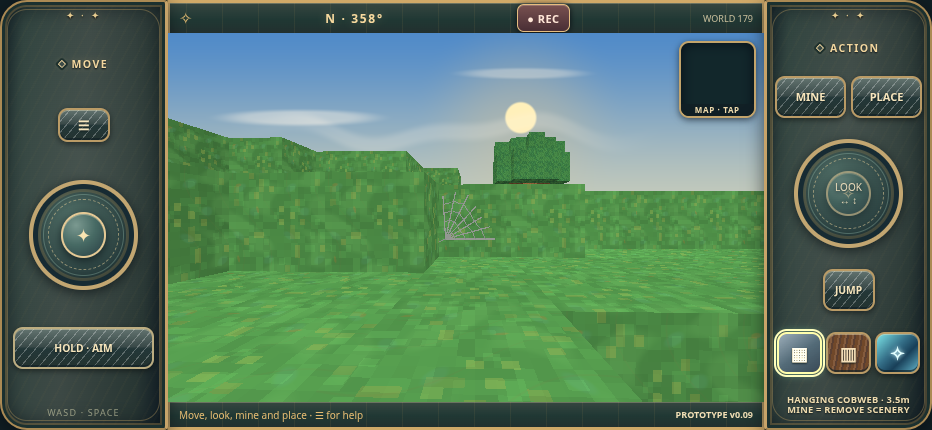 MOVE
☰
HOLD · AIM
WASD · SPACE
N · 358°
● REC
WORLD 179
MAP · TAP
Move, look, mine and place · ☰ for help
PROTOTYPE v0.09
ACTION
MINE
PLACE
LOOK
JUMP
HANGING COBWEB · 3.5m
MINE = REMOVE SCENERY